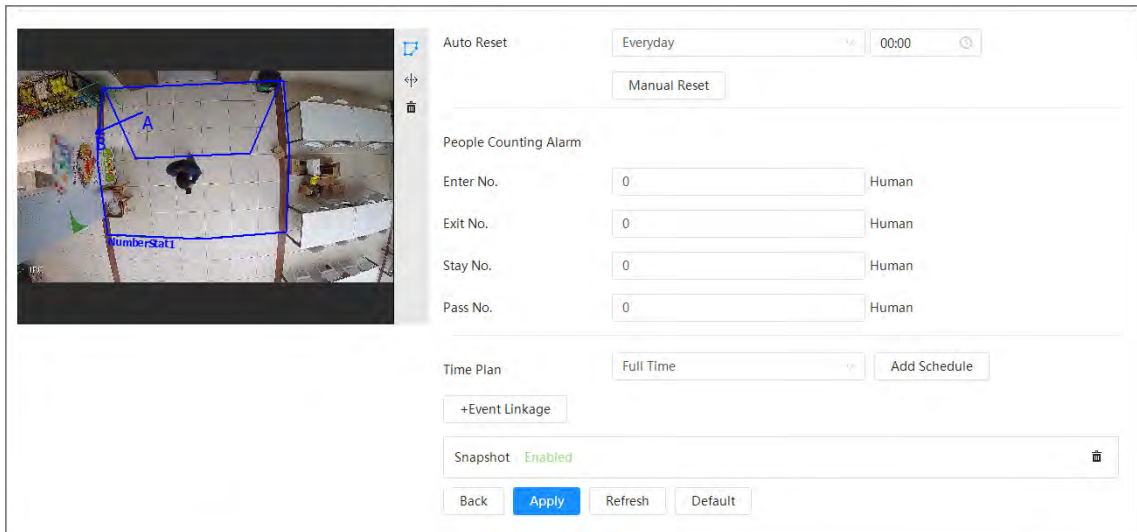 Auto Reset Everyday 00:00
Manual Reset
A
B
People Counting Alarm
Enter No. 0 Human
Exit No. 0 Human
NumberStat1
Stay No. 0 Human
IPC
Pass No. 0 Human
Time Plan Full Time Add Schedule
+Event Linkage
Snapshot Enabled
Back Apply Refresh Default